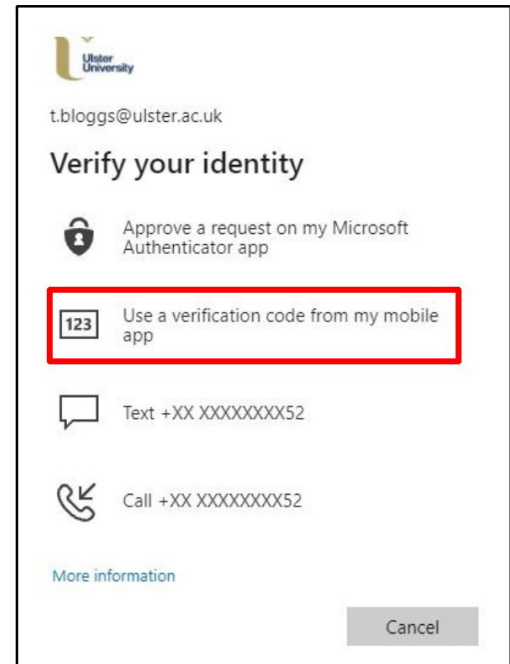 Ulster
University
t.bloggs@ulster.ac.uk
Verify your identity
Approve a request on my Microsoft
Authenticator app
123
Use a verification code from my mobile
app
Text +XX XXXXXXXX52
Call +XX XXXXXXXX52
More information
Cancel